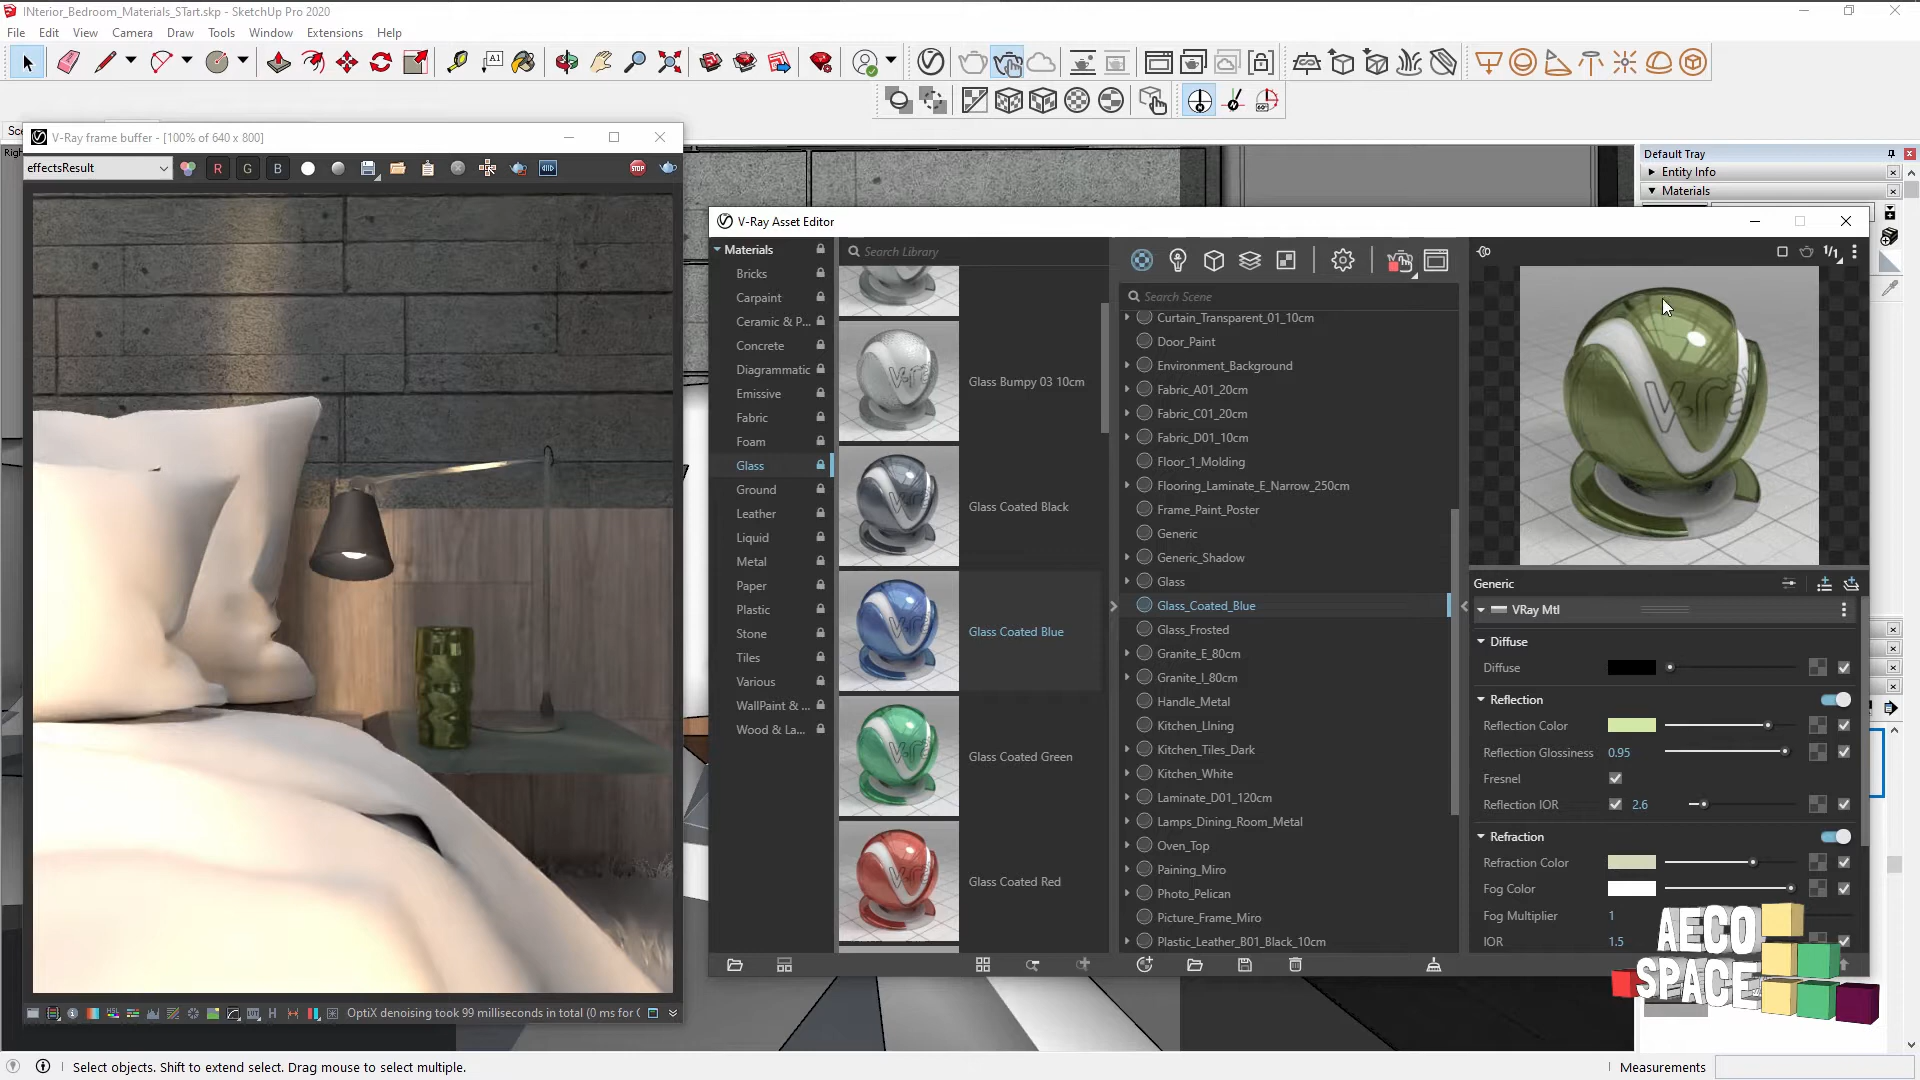 INterior_Bedroom_Materials_STart.skp - SketchUp Pro 2020
File Edit View Camera Draw Tools Window Extensions Help
A1
V-Ray frame buffer - [100% of 640 x 800]
effectsResult
R G B
STOP
OptiX denoising took 99 milliseconds in total (0 ms for
Select objects. Shift to extend select. Drag mouse to select multiple.
Measurements
Default Tray
Entity Info
Materials
V-Ray Asset Editor
Materials
Bricks
Carpaint
Ceramic & P...
Concrete
Diagrammatic
Emissive
Fabric
Foam
Glass
Ground
Leather
Liquid
Metal
Paper
Plastic
Stone
Tiles
Various
WallPaint & ...
Wood & La...
Search Library
Glass Bumpy 03 10cm
Glass Coated Black
Glass Coated Blue
Glass Coated Green
Glass Coated Red
Search Scene
Curtain_Transparent_01_10cm
Door_Paint
Environment_Background
Fabric_A01_20cm
Fabric_C01_20cm
Fabric_D01_10cm
Floor_1_Molding
Flooring_Laminate_E_Narrow_250cm
Frame_Paint_Poster
Generic
Generic_Shadow
Glass
Glass_Coated_Blue
Glass_Frosted
Granite_E_80cm
Granite_I_80cm
Handle_Metal
Kitchen_LIning
Kitchen_Tiles_Dark
Kitchen_White
Laminate_D01_120cm
Lamps_Dining_Room_Metal
Oven_Top
Paining_Miro
Photo_Pelican
Picture_Frame_Miro
Plastic_Leather_B01_Black_10cm
1/1
v-ray
Generic
VRay Mtl
Diffuse
Diffuse
Reflection
Reflection Color
Reflection Glossiness 0.95
Fresnel
Reflection IOR 2.6
Refraction
Refraction Color
Fog Color
Fog Multiplier 1
IOR 1.5
AECO
SPACE